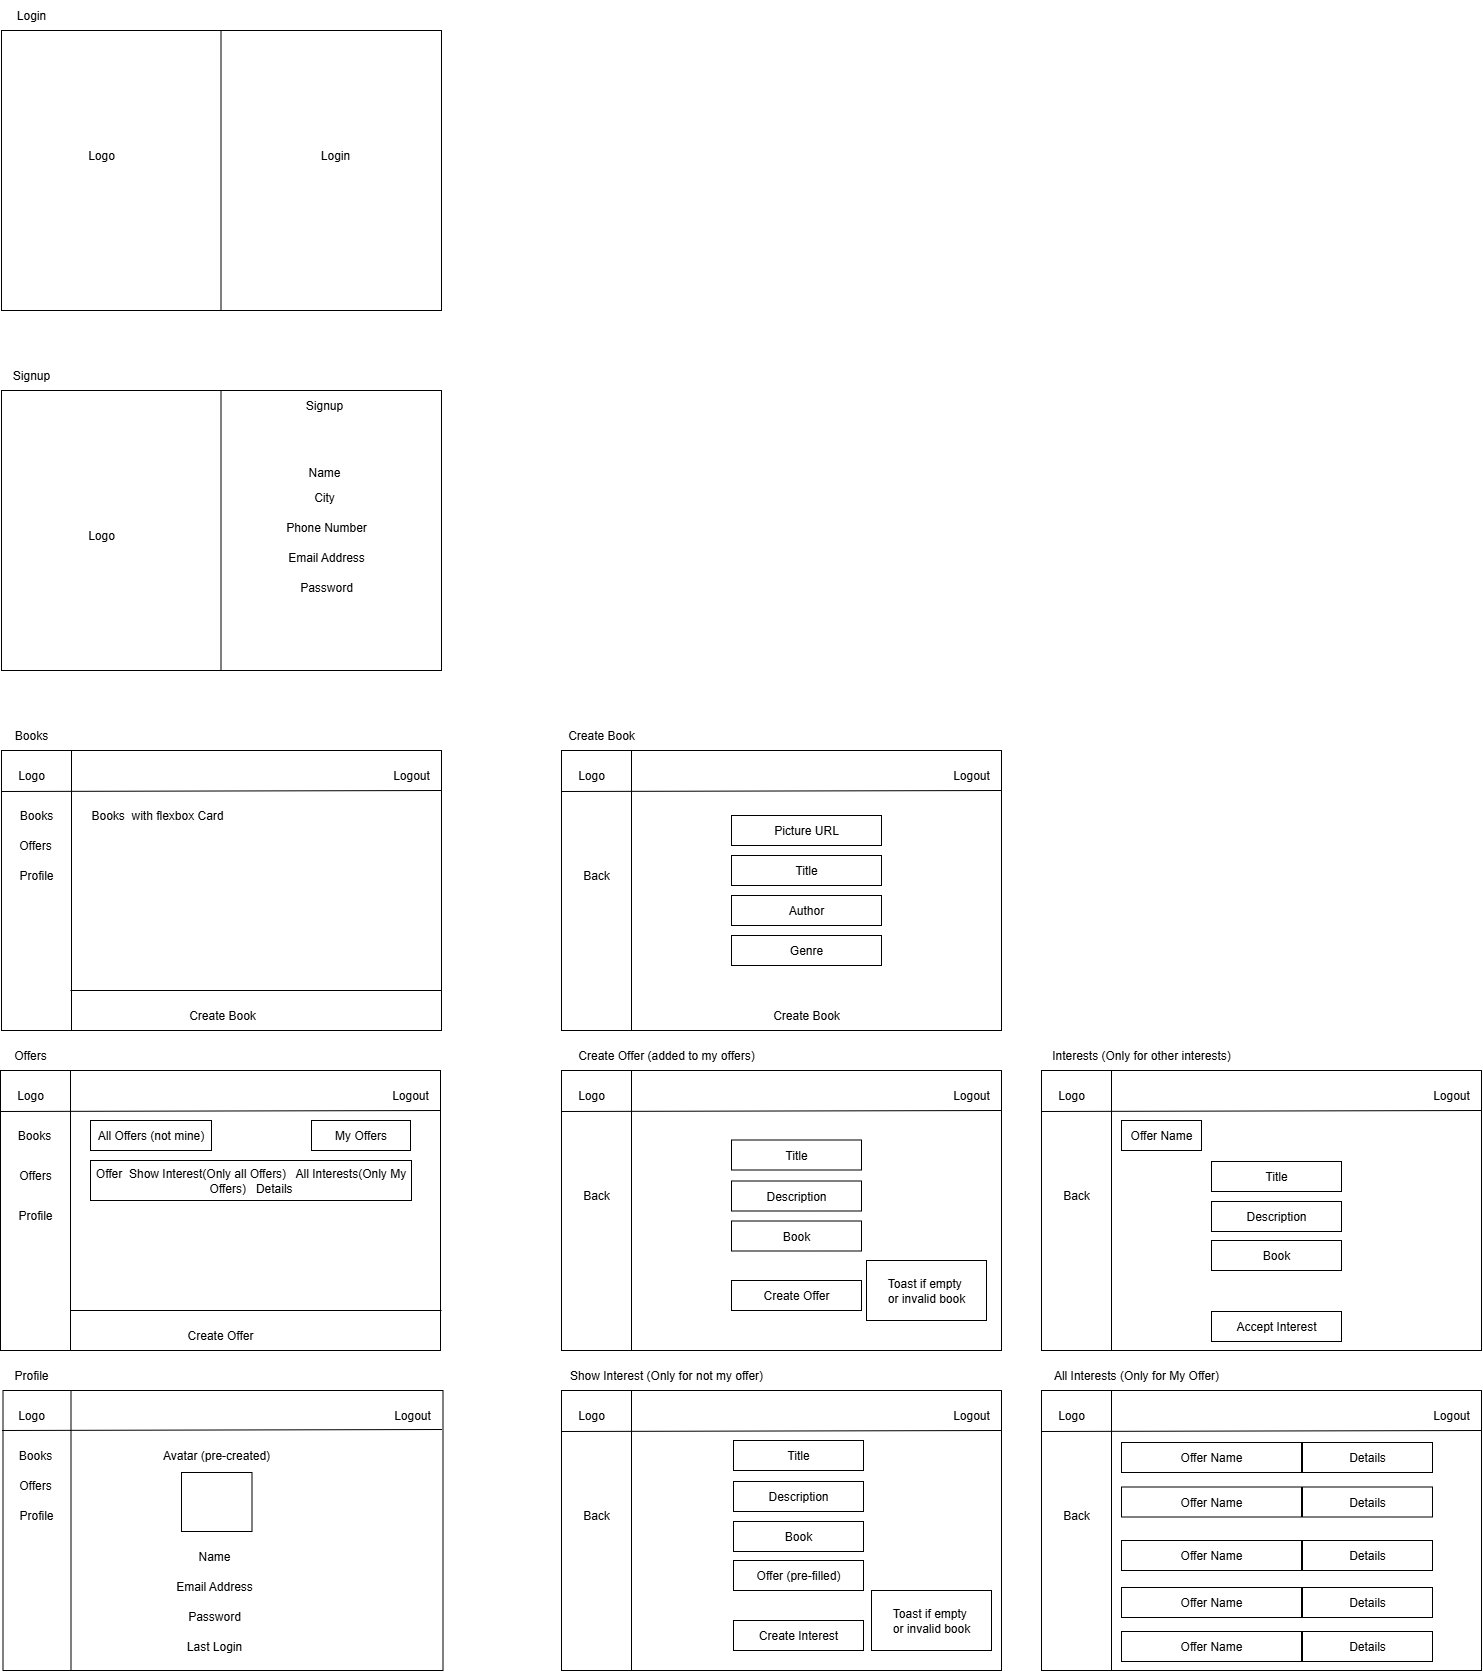 Login
Logo
Login
Signup
Signup
Name
City
Phone Number
Logo
Email Address
Password
Books
Logo
Logout
Books
Books  with flexbox Card
Offers
Profile
Create Book
Create Book
Logo
Logout
Picture URL
Title
Back
Author
Genre
Create Book
Offers
Logo
Logout
Books
All Offers (not mine)
My Offers
Offers
Offer  Show Interest(Only all Offers)   All Interests(Only My
Offers)   Details
Profile
Create Offer
Create Offer (added to my offers)
Logo
Logout
Title
Back
Description
Book
Create Offer
Toast if empty
or invalid book
Interests (Only for other interests)
Logo
Logout
Offer Name
Title
Back
Description
Book
Accept Interest
Profile
Logo
Logout
Books
Avatar (pre-created)
Offers
Profile
Name
Email Address
Password
Last Login
Show Interest (Only for not my offer)
Logo
Logout
Title
Description
Back
Book
Offer (pre-filled)
Create Interest
Toast if empty
or invalid book
All Interests (Only for My Offer)
Logo
Logout
Offer Name
Details
Offer Name
Details
Back
Offer Name
Details
Offer Name
Details
Offer Name
Details